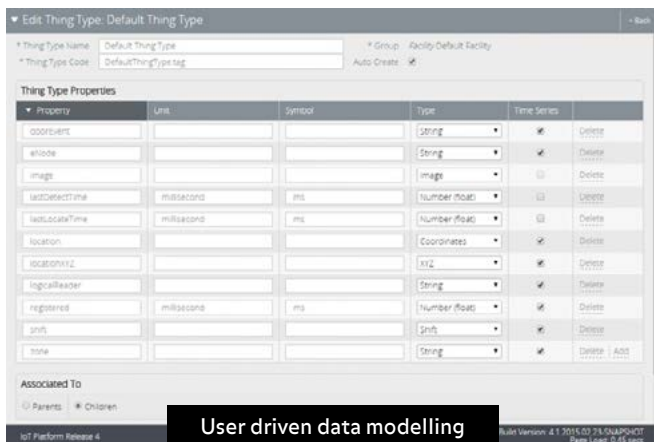 ▼ Edit Thing Type: Default Thing Type
« Back
* Thing Type Name Default Thing Type * Group Facility:Default Facility
* Thing Type Code DefaultThingType.tag Auto Create
Thing Type Properties
▼ Property Unit Symbol Type Time Series
doorEvent String Delete
eNode String Delete
image Image Delete
lastDetectTime millisecond ms Number (float) Delete
lastLocateTime millisecond ms Number (float) Delete
location Coordinates Delete
locationXYZ XYZ Delete
logicalReader String Delete
registered millisecond ms Number (float) Delete
shift Shift Delete
zone String Delete Add
Associated To
Parents Children
User driven data modelling
IoT Platform Release 4
Build Version: 4.1 2015.02.23-SNAPSHOT
Page Load: 0.45 secs